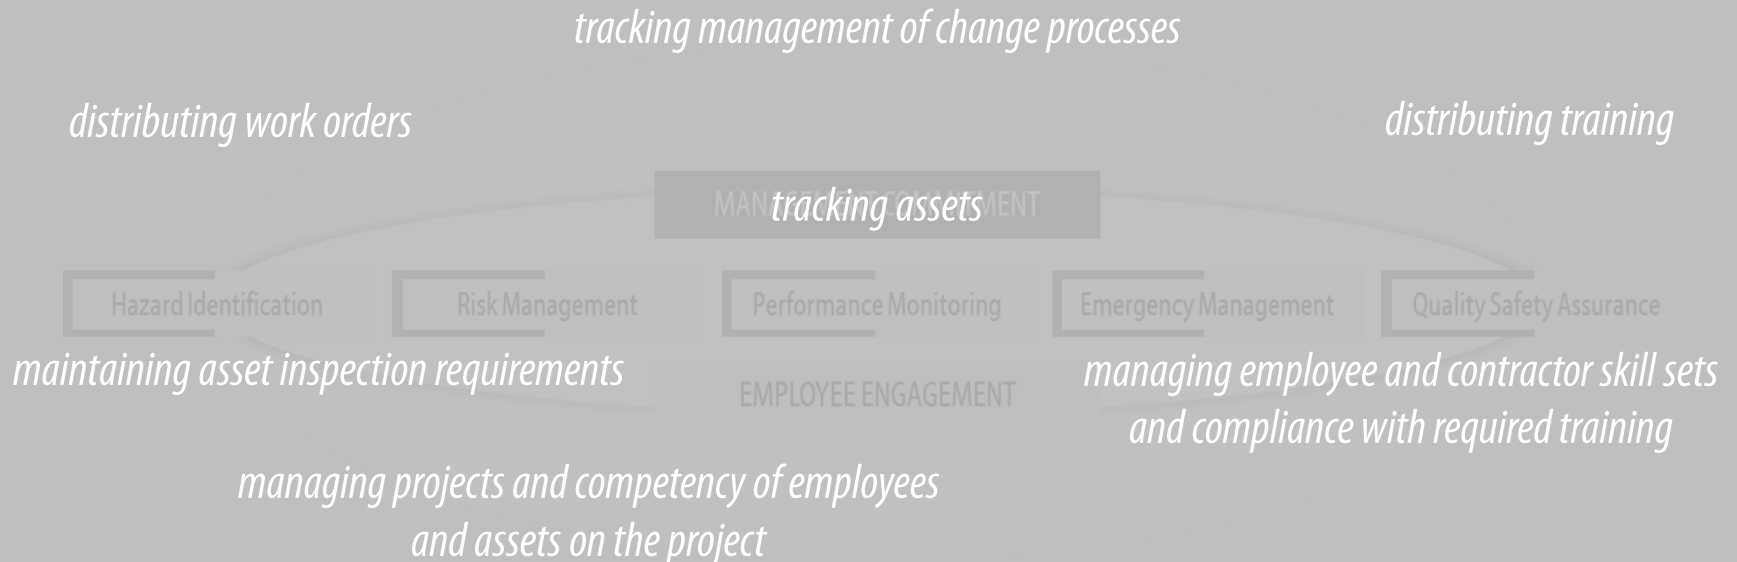 tracking management of change processes
distributing work orders
distributing training
MANAGEMENT COMMITMENT
tracking assets
Hazard Identification
Risk Management
Performance Monitoring
Emergency Management
Quality Safety Assurance
maintaining asset inspection requirements
managing employee and contractor skill sets
EMPLOYEE ENGAGEMENT
and compliance with required training
managing projects and competency of employees
and assets on the project